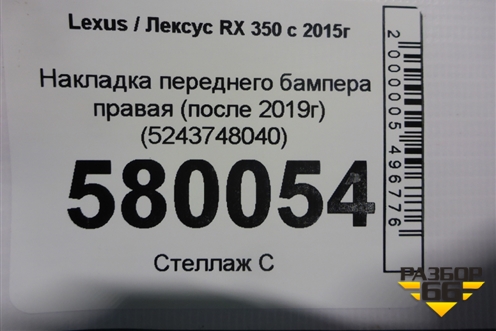 Lexus / Лексус RX 350 с 2015г
Накладка переднего бампера
правая (после 2019г)
(5243748040)
580054
Стеллаж С
2000005496776
РАЗБОР
66